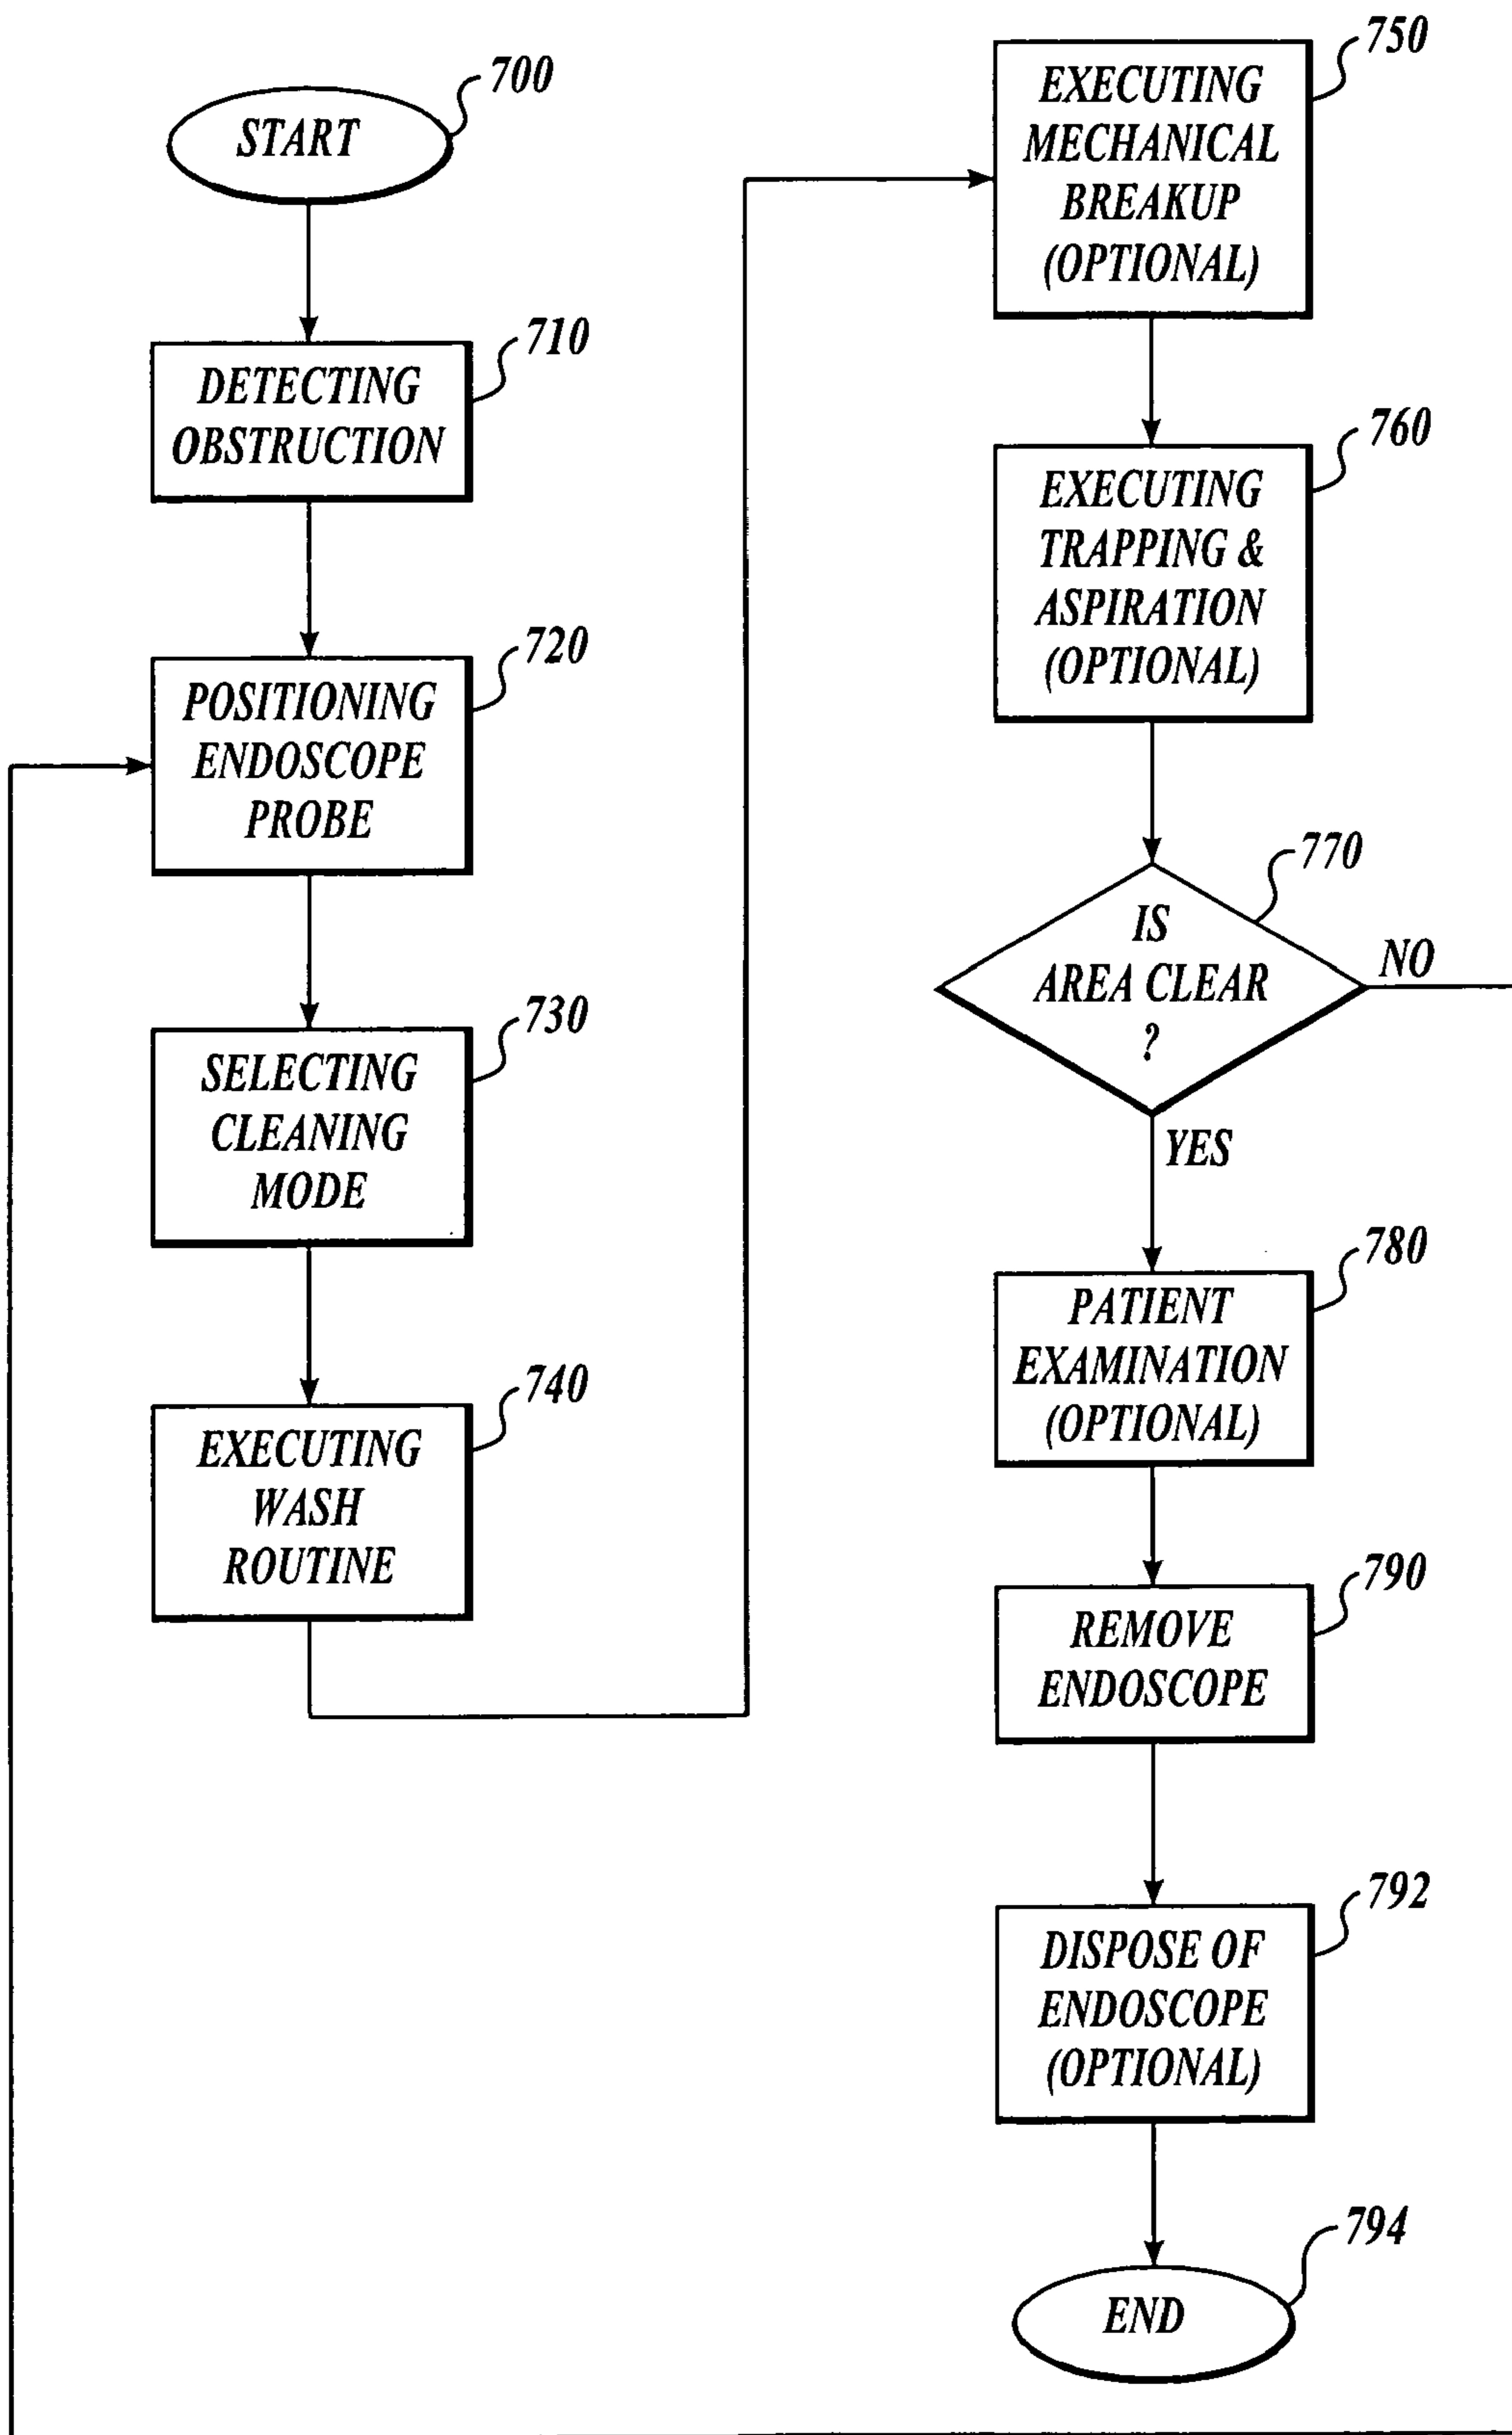 START
700
DETECTING
OBSTRUCTION
710
POSITIONING
ENDOSCOPE
PROBE
720
SELECTING
CLEANING
MODE
730
EXECUTING
WASH
ROUTINE
740
EXECUTING
MECHANICAL
BREAKUP
(OPTIONAL)
750
EXECUTING
TRAPPING &
ASPIRATION
(OPTIONAL)
760
IS
AREA CLEAR
?
770
NO
YES
PATIENT
EXAMINATION
(OPTIONAL)
780
REMOVE
ENDOSCOPE
790
DISPOSE OF
ENDOSCOPE
(OPTIONAL)
792
END
794